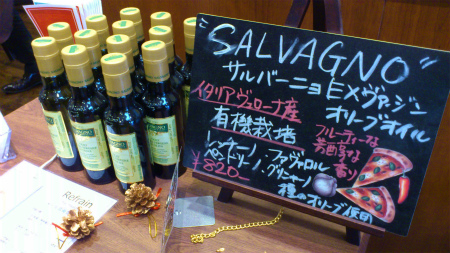 "SALVAGNO"
サルバーニョ EXヴァージン
オリーブオイル
イタリアヴェローナ産
有機栽培
フルーティーな
芳醇な
香り
レッチーノ、ファヴァロル
ペンドリーノ、グリニャーノ
種のオリーブ使用
¥820-
Refrain